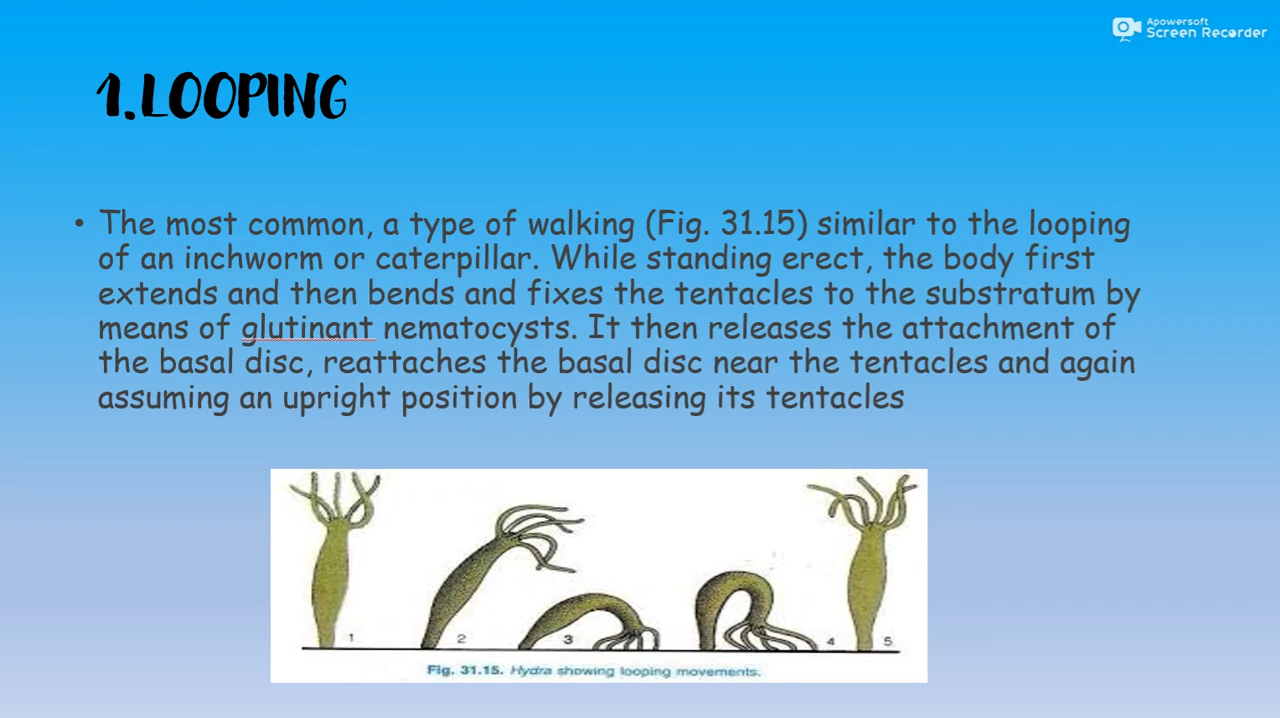 Apowersoft
Screen Recorder
1.LOOPING
• The most common, a type of walking (Fig. 31.15) similar to the looping
of an inchworm or caterpillar. While standing erect, the body first
extends and then bends and fixes the tentacles to the substratum by
means of glutinant nematocysts. It then releases the attachment of
the basal disc, reattaches the basal disc near the tentacles and again
assuming an upright position by releasing its tentacles
1 2 3 4 5
Fig. 31.15. Hydra showing looping movements.